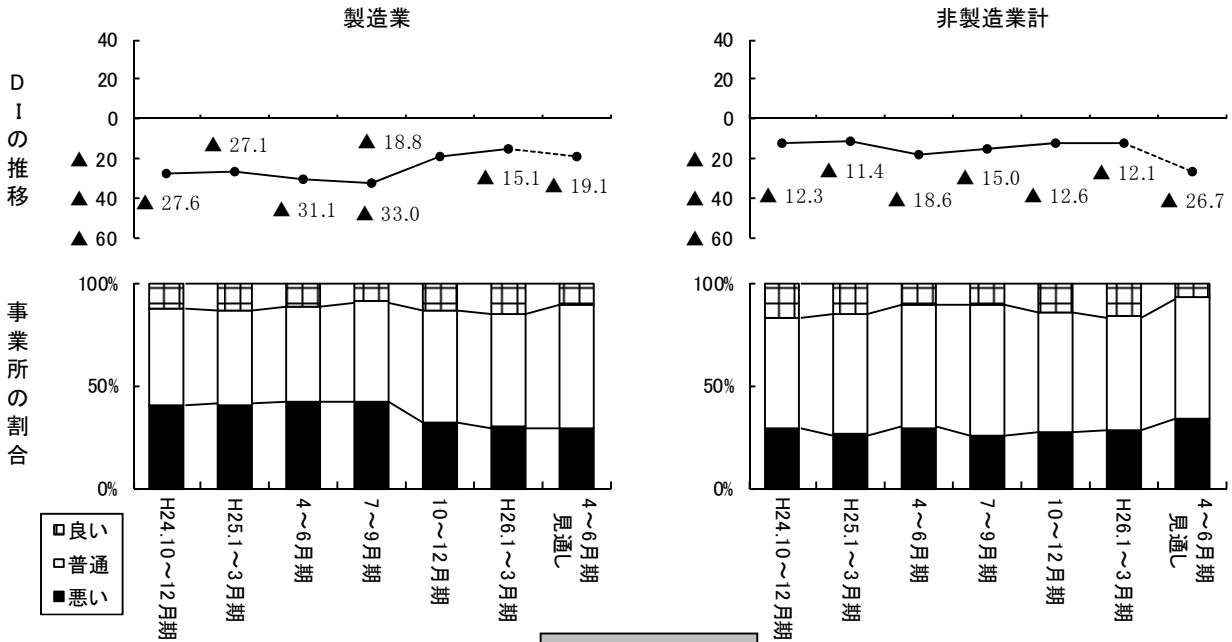 製造業
DIの推移
40
20
0
▲ 20
▲ 40
▲ 60
▲ 27.6
▲ 27.1
▲ 31.1
▲ 33.0
▲ 18.8
▲ 15.1
▲ 19.1
非製造業計
40
20
0
▲ 20
▲ 40
▲ 60
▲ 12.3
▲ 11.4
▲ 18.6
▲ 15.0
▲ 12.6
▲ 12.1
▲ 26.7
事業所の割合
100%
50%
0%
H24.10～12月期
H25.1～3月期
4～6月期
7～9月期
10～12月期
H26.1～3月期
4～6月期
見通し
100%
50%
0%
H24.10～12月期
H25.1～3月期
4～6月期
7～9月期
10～12月期
H26.1～3月期
4～6月期
見通し
良い
普通
悪い